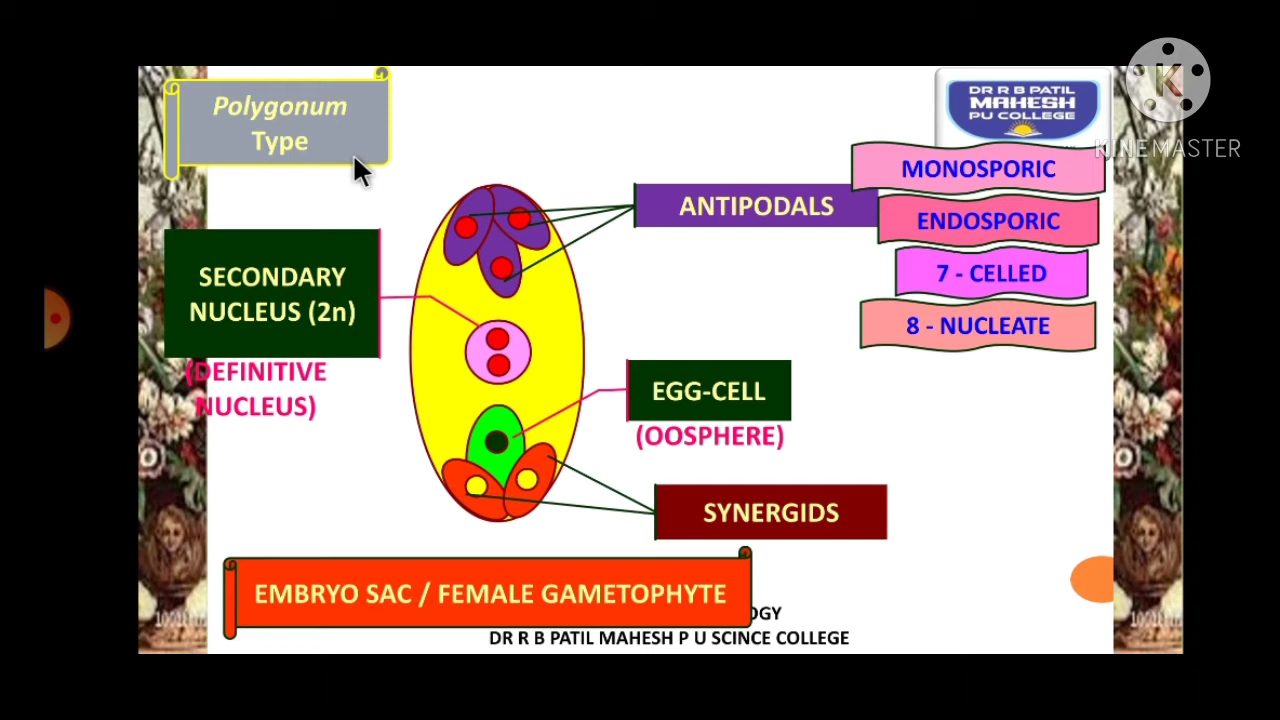 Polygonum
Type
DR R B PATIL
MAHESH
PU COLLEGE
K
KINEMASTER
MONOSPORIC
ANTIPODALS
ENDOSPORIC
SECONDARY
NUCLEUS (2n)
7 - CELLED
8 - NUCLEATE
(DEFINITIVE
NUCLEUS)
EGG-CELL
(OOSPHERE)
SYNERGIDS
EMBRYO SAC / FEMALE GAMETOPHYTE
DR R B PATIL MAHESH P U SCINCE COLLEGE